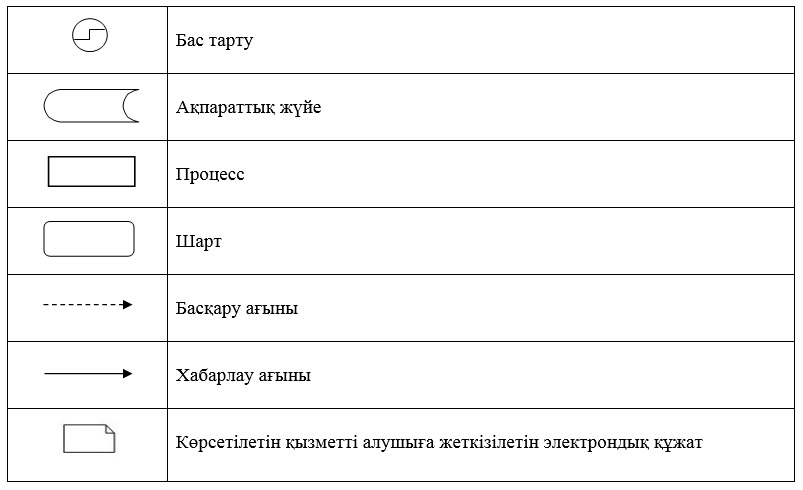 Бас тарту
Ақпараттық жүйе
Процесс
Шарт
Басқару ағыны
Хабарлау ағыны
Көрсетілетін қызметті алушыға жеткізілетін электрондық құжат